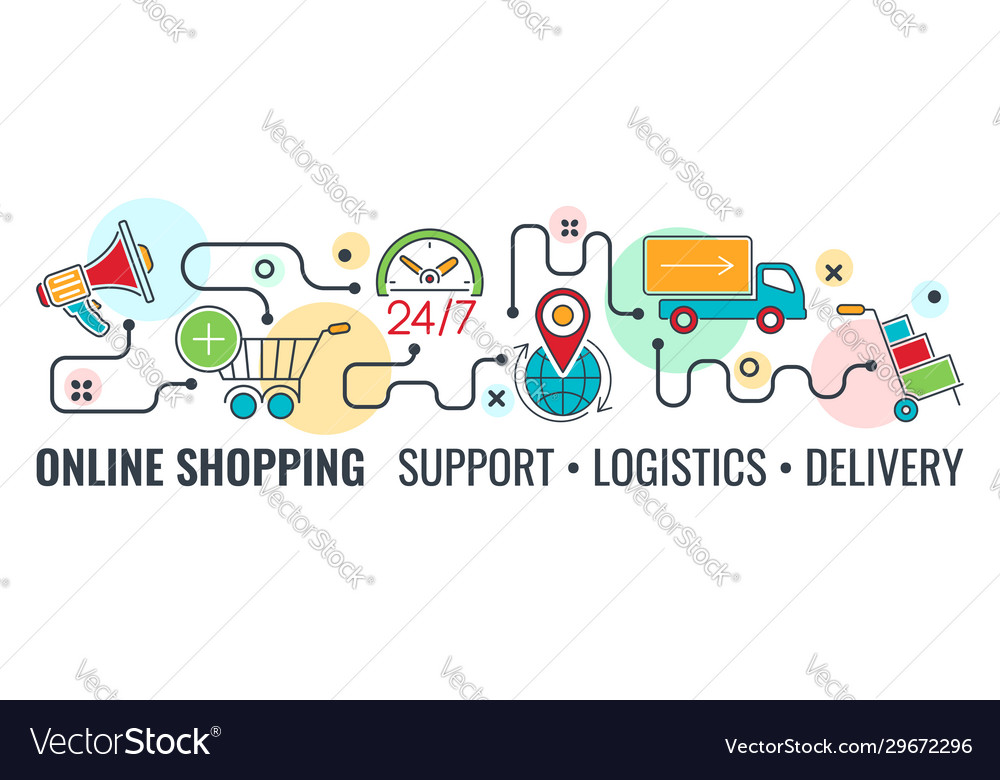 24/7
ONLINE SHOPPING SUPPORT • LOGISTICS • DELIVERY
VectorStock®
VectorStock.com/29672296